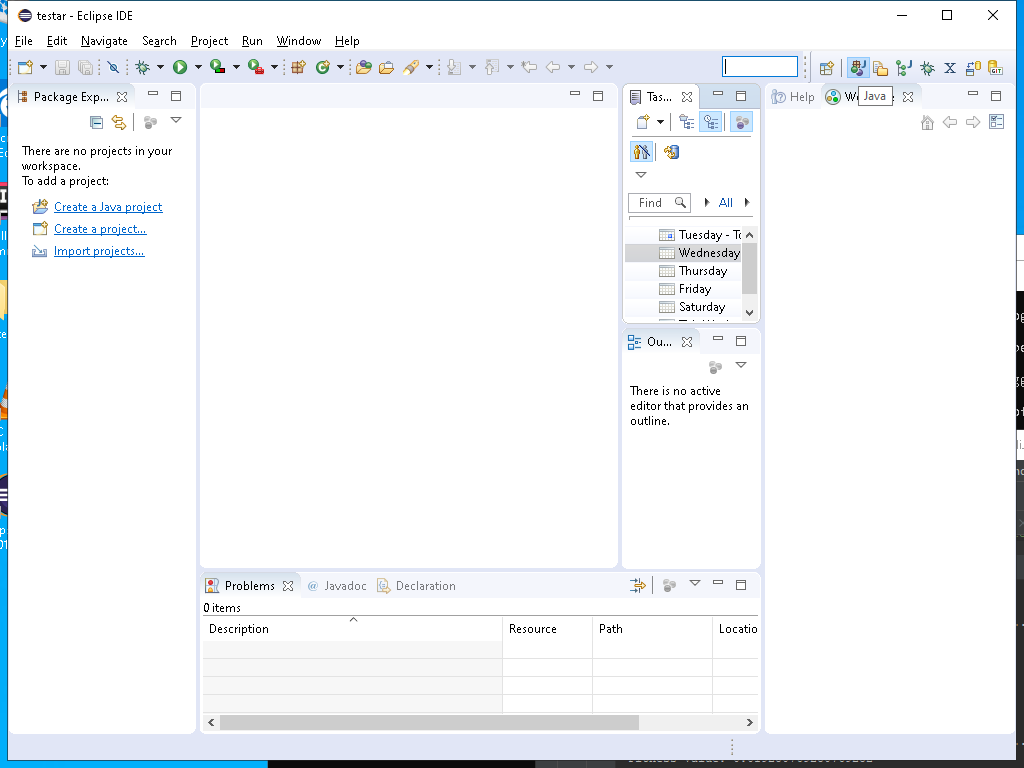 testar - Eclipse IDE
File Edit Navigate Search Project Run Window Help
Package Exp...
Tas...
Help
Java
There are no projects in your
workspace.
To add a project:
Create a Java project
Create a project...
Import projects...
Find
All
Tuesday - To
Wednesday
Thursday
Friday
Saturday
Ou...
There is no active
editor that provides an
outline.
Problems
@ Javadoc
Declaration
0 items
Description
Resource
Path
Locatio